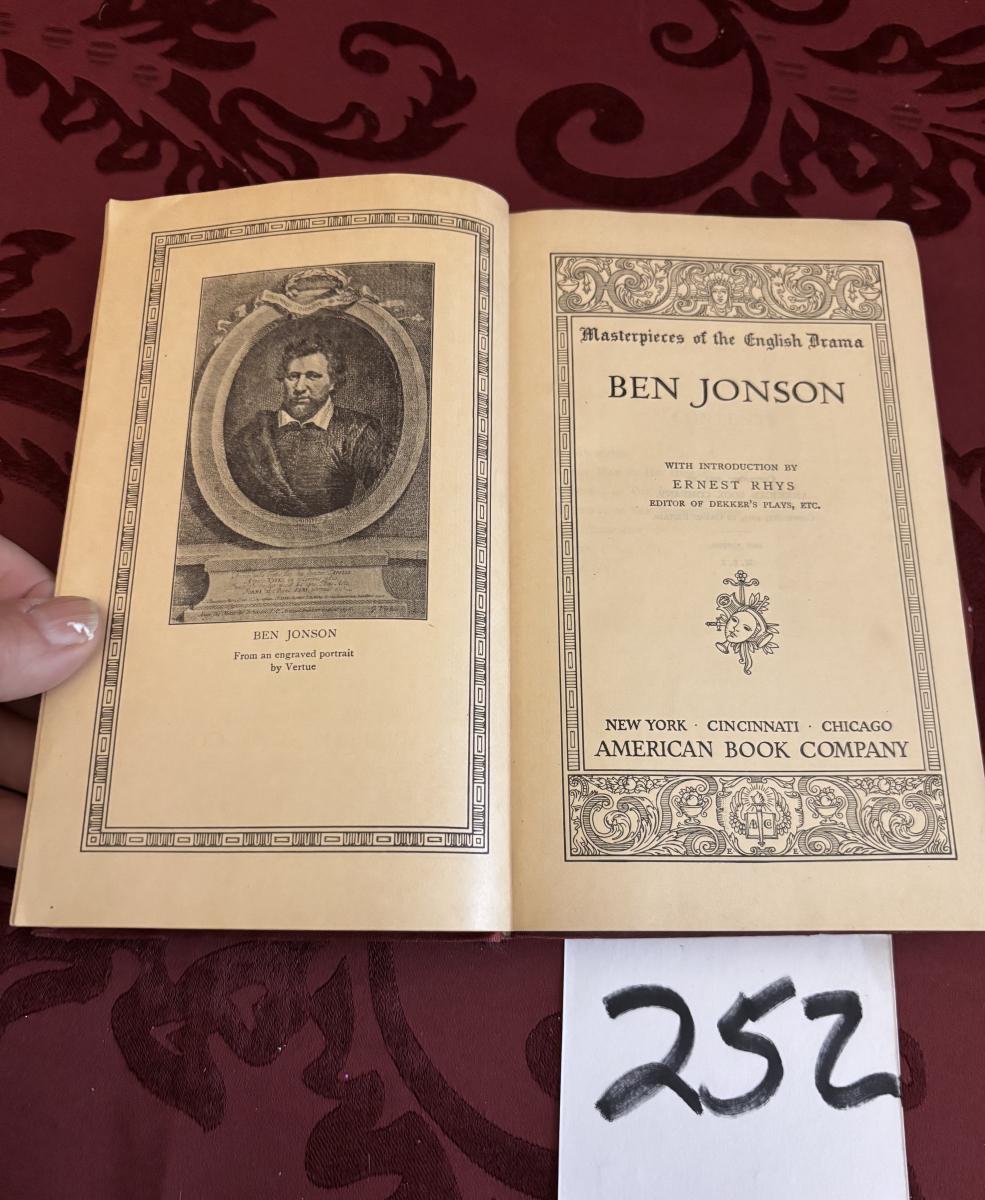 BEN JONSON
From an engraved portrait
by Vertue
Masterpieces of the English Drama
BEN JONSON
WITH INTRODUCTION BY
ERNEST RHYS
EDITOR OF DEKKER'S PLAYS, ETC.
NEW YORK · CINCINNATI · CHICAGO
AMERICAN BOOK COMPANY
252